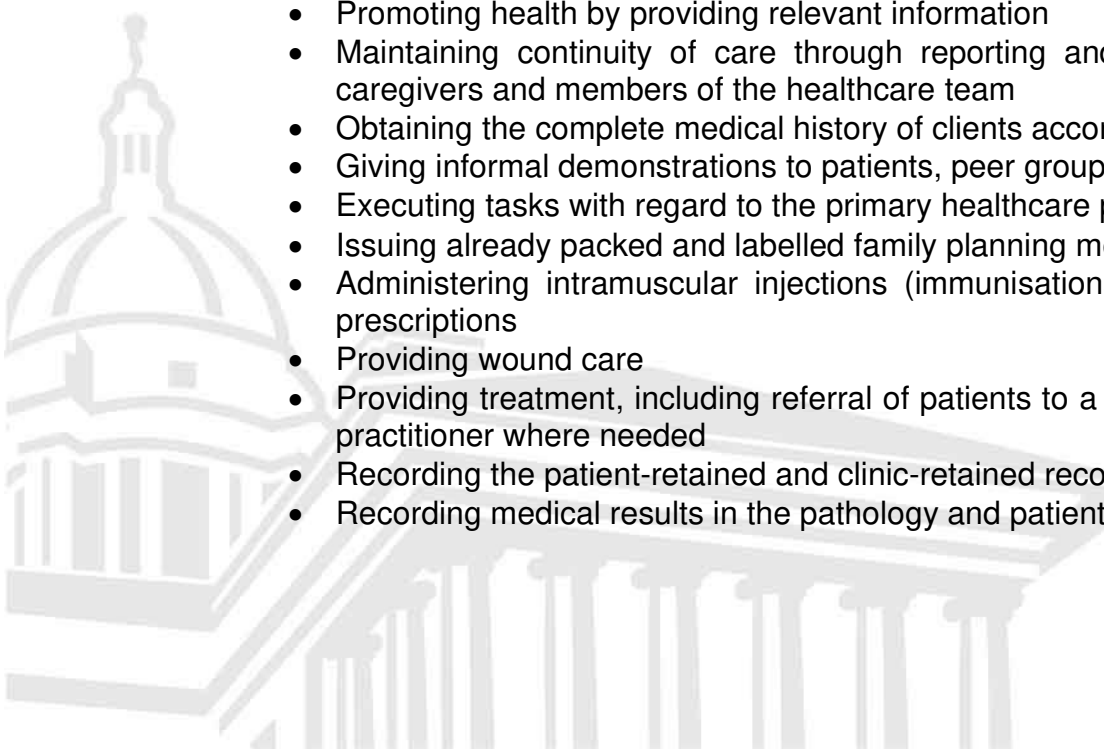 • Promoting health by providing relevant information
• Maintaining continuity of care through reporting and
caregivers and members of the healthcare team
• Obtaining the complete medical history of clients
• Giving informal demonstrations to patients, peer group
• Executing tasks with regard to the primary healthcare
• Issuing already packed and labelled family planning
• Administering intramuscular injections (immunisation
prescriptions
• Providing wound care
• Providing treatment, including referral of patients to a
practitioner where needed
• Recording the patient-retained and clinic-retained
• Recording medical results in the pathology and patient